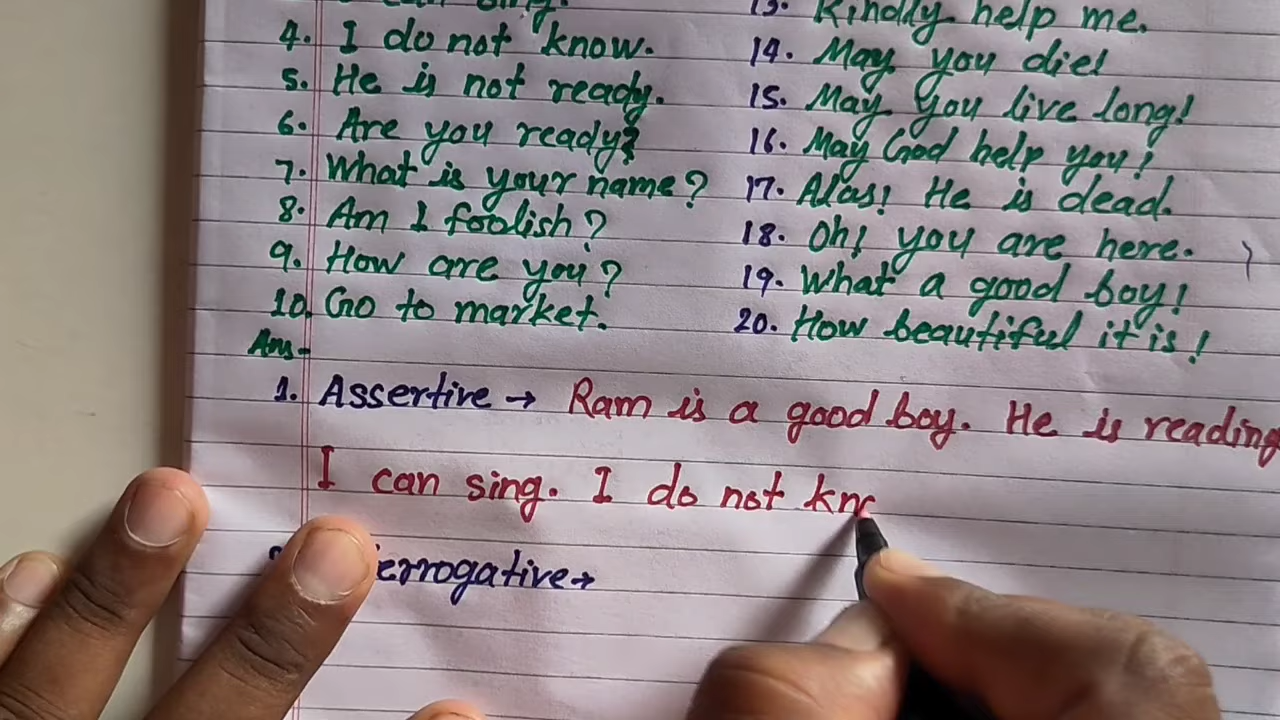 can sing.
4. I do not know.
5. He is not ready.
6. Are you ready?
7. What is your name?
8. Am I foolish?
9. How are you?
10. Go to market.
13. Kindly help me.
14. May you die!
15. May you live long!
16. May God help you!
17. Alas! He is dead.
18. Oh! you are here.
19. What a good boy!
20. How beautiful it is!
Ans-
1. Assertive → Ram is a good boy. He is reading
I can sing. I do not kno
errogative→